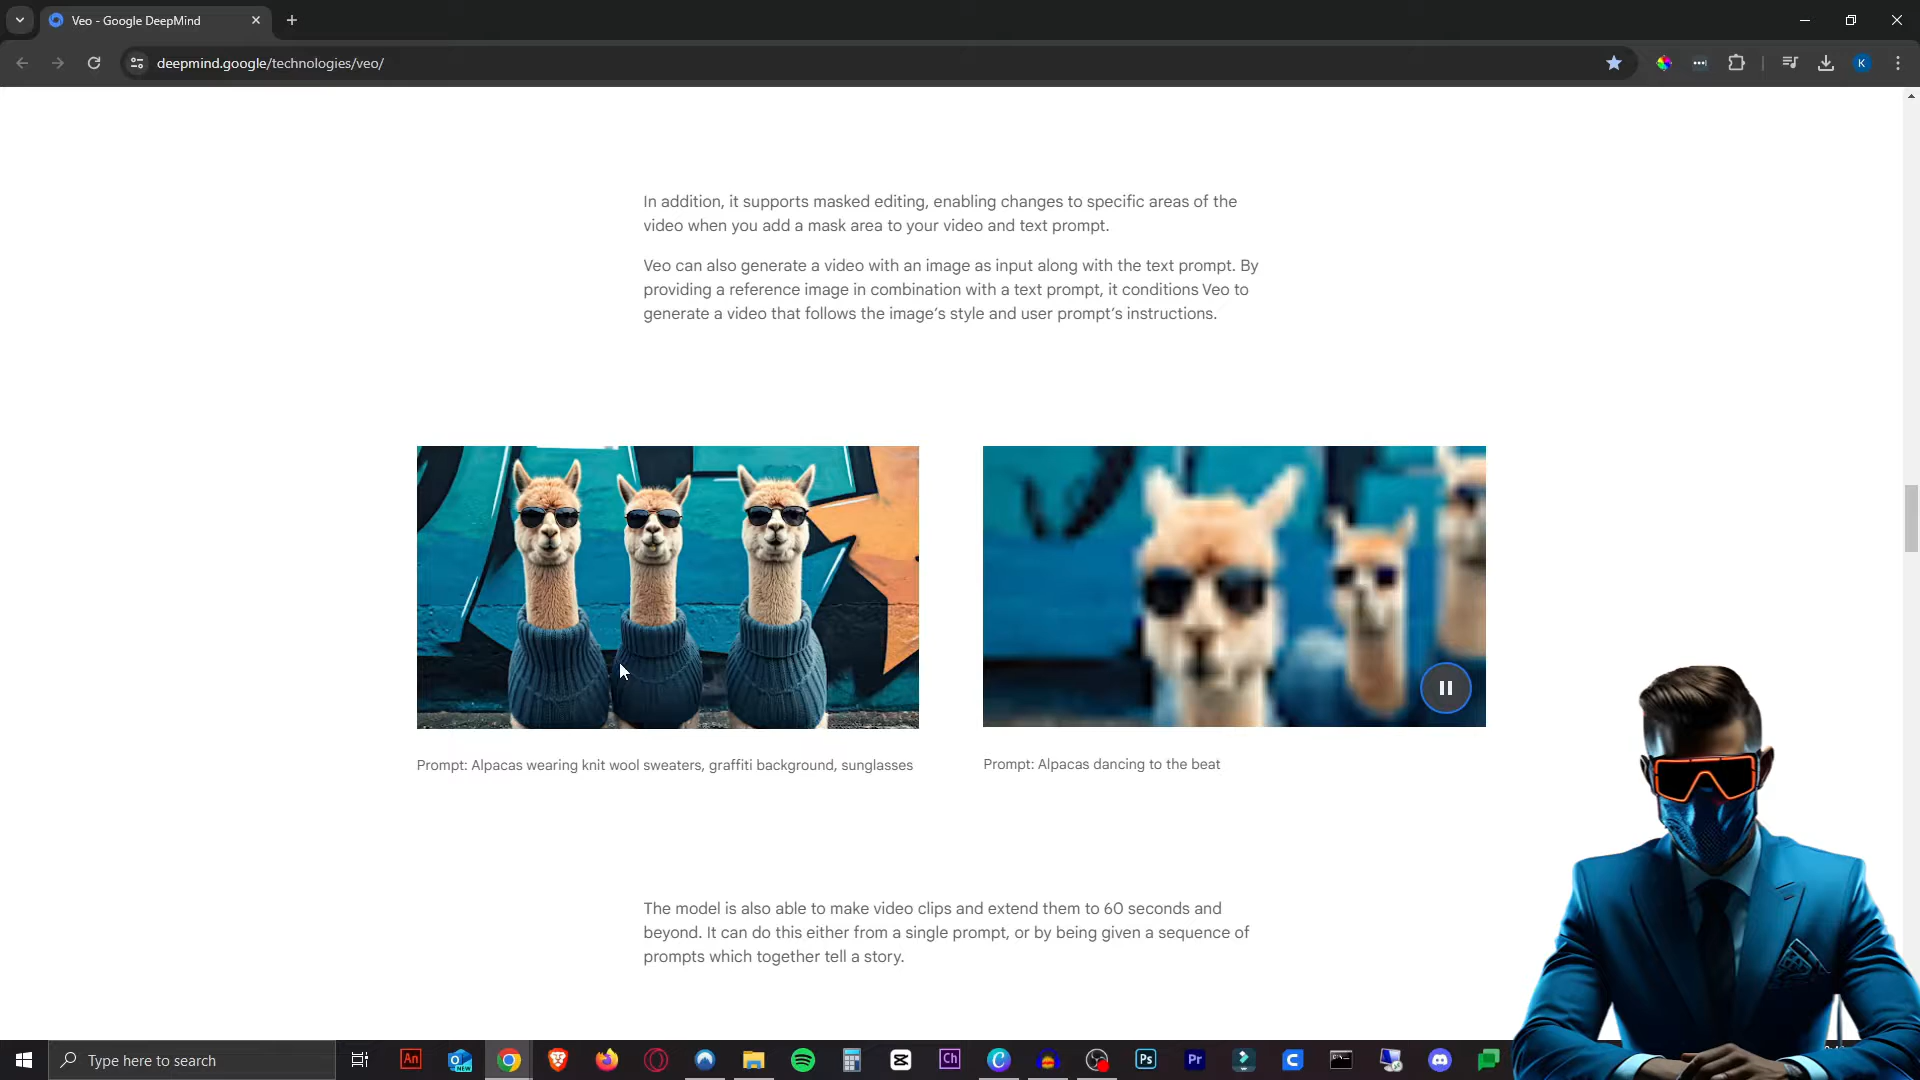 Veo - Google DeepMind
deepmind.google/technologies/veo/
K
In addition, it supports masked editing, enabling changes to specific areas of the
video when you add a mask area to your video and text prompt.
Veo can also generate a video with an image as input along with the text prompt. By
providing a reference image in combination with a text prompt, it conditions Veo to
generate a video that follows the image’s style and user prompt’s instructions.
Prompt: Alpacas wearing knit wool sweaters, graffiti background, sunglasses
Prompt: Alpacas dancing to the beat
The model is also able to make video clips and extend them to 60 seconds and
beyond. It can do this either from a single prompt, or by being given a sequence of
prompts which together tell a story.
Type here to search
An
NEW
Ch
Ps
Pr